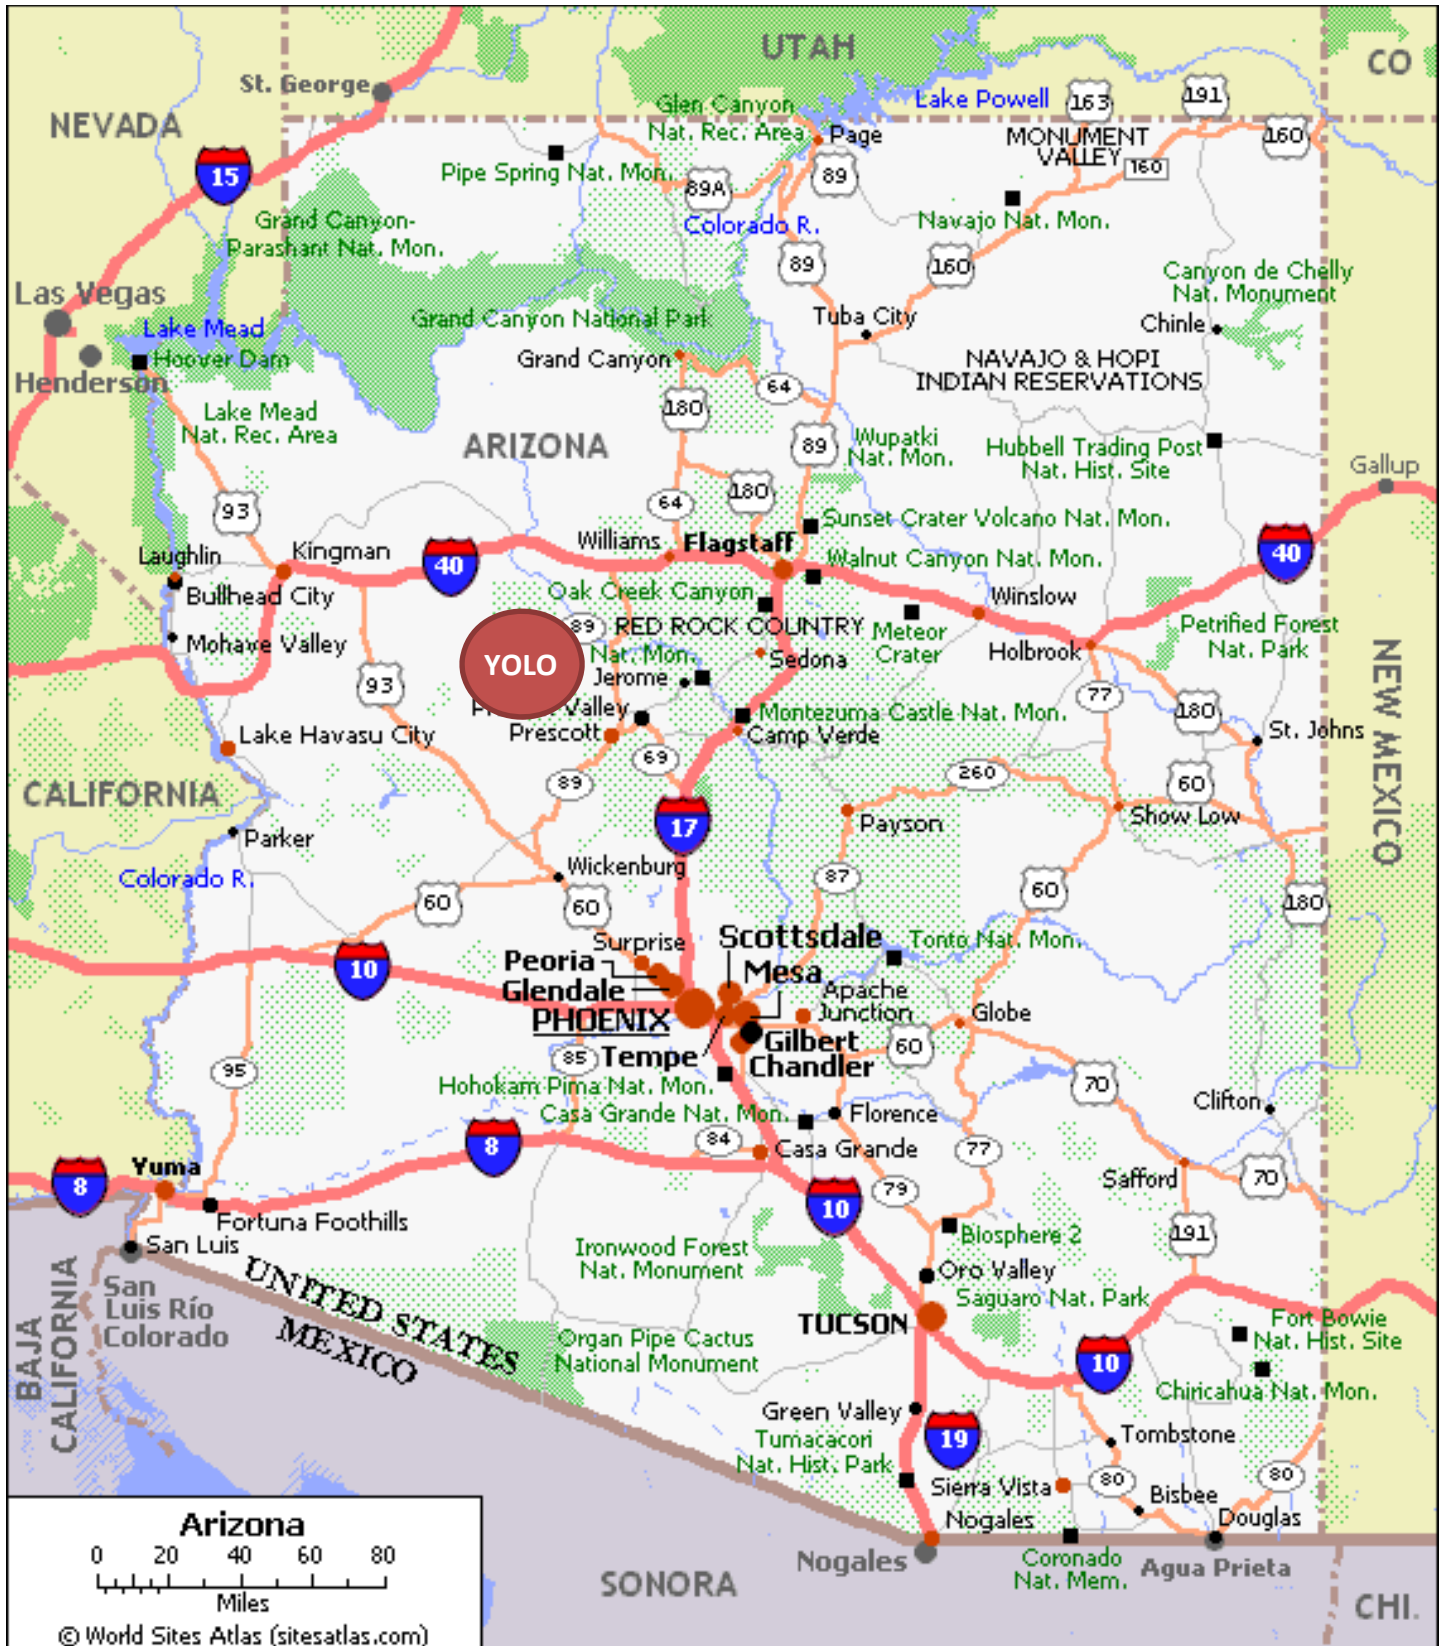 UTAH
CO
St. George
NEVADA
Glen Canyon
Nat. Rec. Area
Lake Powell
163
191
Page
MONUMENT
VALLEY
160
160
15
Pipe Spring Nat. Mon.
89A
89
Navajo Nat. Mon.
Grand Canyon-
Parashant Nat. Mon.
Colorado R.
89
160
Canyon de Chelly
Nat. Monument
Las Vegas
Lake Mead
Hoover Dam
Henderson
Grand Canyon National Park
Tuba City
Chinle
Grand Canyon
NAVAJO & HOPI
INDIAN RESERVATIONS
64
180
Lake Mead
Nat. Rec. Area
ARIZONA
89
Wupatki
Nat. Mon.
Hubbell Trading Post
Nat. Hist. Site
Gallup
93
64
180
Sunset Crater Volcano Nat. Mon.
Laughlin
Kingman
40
Williams
Flagstaff
Walnut Canyon Nat. Mon.
40
Bullhead City
Oak Creek Canyon
Winslow
Mohave Valley
89
RED ROCK COUNTRY
Meteor
Crater
Petrified Forest
Nat. Park
YOLO
Nat. Mon.
Sedona
Holbrook
Jerome
93
77
NEW MEXICO
Valley
Montezuma Castle Nat. Mon.
180
St. Johns
Lake Havasu City
Prescott
Camp Verde
69
89
260
60
CALIFORNIA
17
Payson
Show Low
Parker
Wickenburg
Colorado R.
60
60
87
60
180
Surprise
Scottsdale
Tonto Nat. Mon.
Peoria
Mesa
10
Glendale
Apache
Junction
PHOENIX
Globe
Gilbert
Tempe
Chandler
60
85
95
Hohokam Pima Nat. Mon.
70
Casa Grande Nat. Mon.
Florence
Clifton
8
84
Casa Grande
77
Yuma
8
Safford
70
79
10
Fortuna Foothills
San Luis
Biosphere 2
191
Ironwood Forest
Nat. Monument
UNITED STATES
MEXICO
San
Luis Río
Colorado
Oro Valley
Saguaro Nat. Park
BAJA
CALIFORNIA
TUCSON
Fort Bowie
Nat. Hist. Site
Organ Pipe Cactus
National Monument
10
Chiricahua Nat. Mon.
Green Valley
19
Tumacacori
Nat. Hist. Park
Tombstone
Sierra Vista
80
80
Bisbee
Nogales
Douglas
Nogales
Coronado
Nat. Mem.
Agua Prieta
SONORA
CHI.
Arizona
0 20 40 60 80
Miles
© World Sites Atlas (sitesatlas.com)